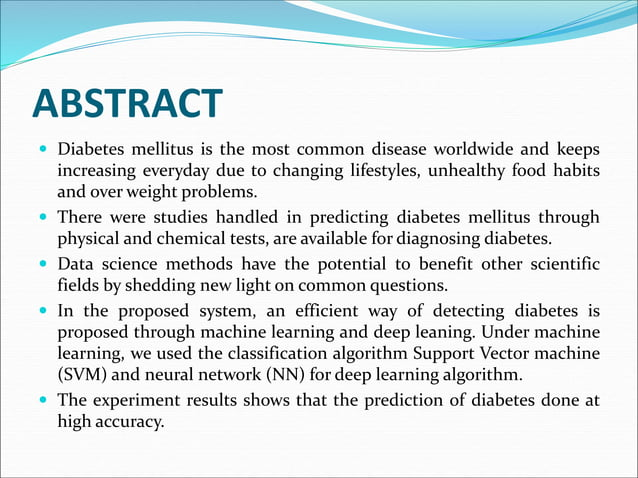 ABSTRACT
• Diabetes mellitus is the most common disease worldwide and keeps
increasing everyday due to changing lifestyles, unhealthy food habits
and over weight problems.
• There were studies handled in predicting diabetes mellitus through
physical and chemical tests, are available for diagnosing diabetes.
• Data science methods have the potential to benefit other scientific
fields by shedding new light on common questions.
• In the proposed system, an efficient way of detecting diabetes is
proposed through machine learning and deep leaning. Under machine
learning, we used the classification algorithm Support Vector machine
(SVM) and neural network (NN) for deep learning algorithm.
• The experiment results shows that the prediction of diabetes done at
high accuracy.